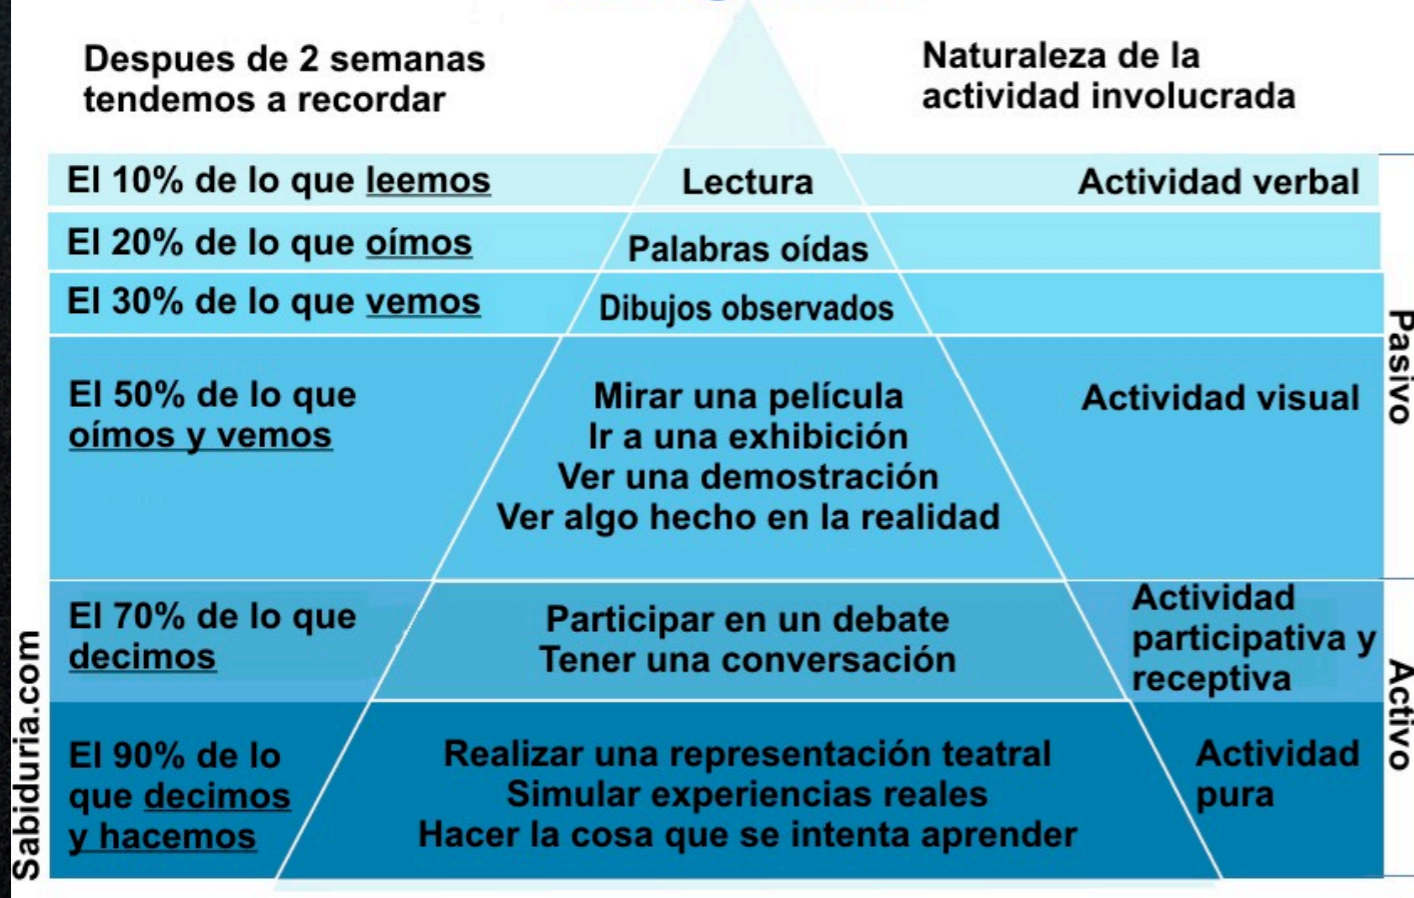 Despues de 2 semanas
tendemos a recordar
Naturaleza de la
actividad involucrada
El 10% de lo que leemos
Lectura
Actividad verbal
El 20% de lo que oímos
Palabras oídas
El 30% de lo que vemos
Dibujos observados
El 50% de lo que
oímos y vemos
Mirar una película
Ir a una exhibición
Ver una demostración
Ver algo hecho en la realidad
Actividad visual
Pasivo
El 70% de lo que
decimos
Participar en un debate
Tener una conversación
Actividad
participativa y
receptiva
El 90% de lo
que decimos
y hacemos
Realizar una representación teatral
Simular experiencias reales
Hacer la cosa que se intenta aprender
Actividad
pura
Activo
Sabiduria.com